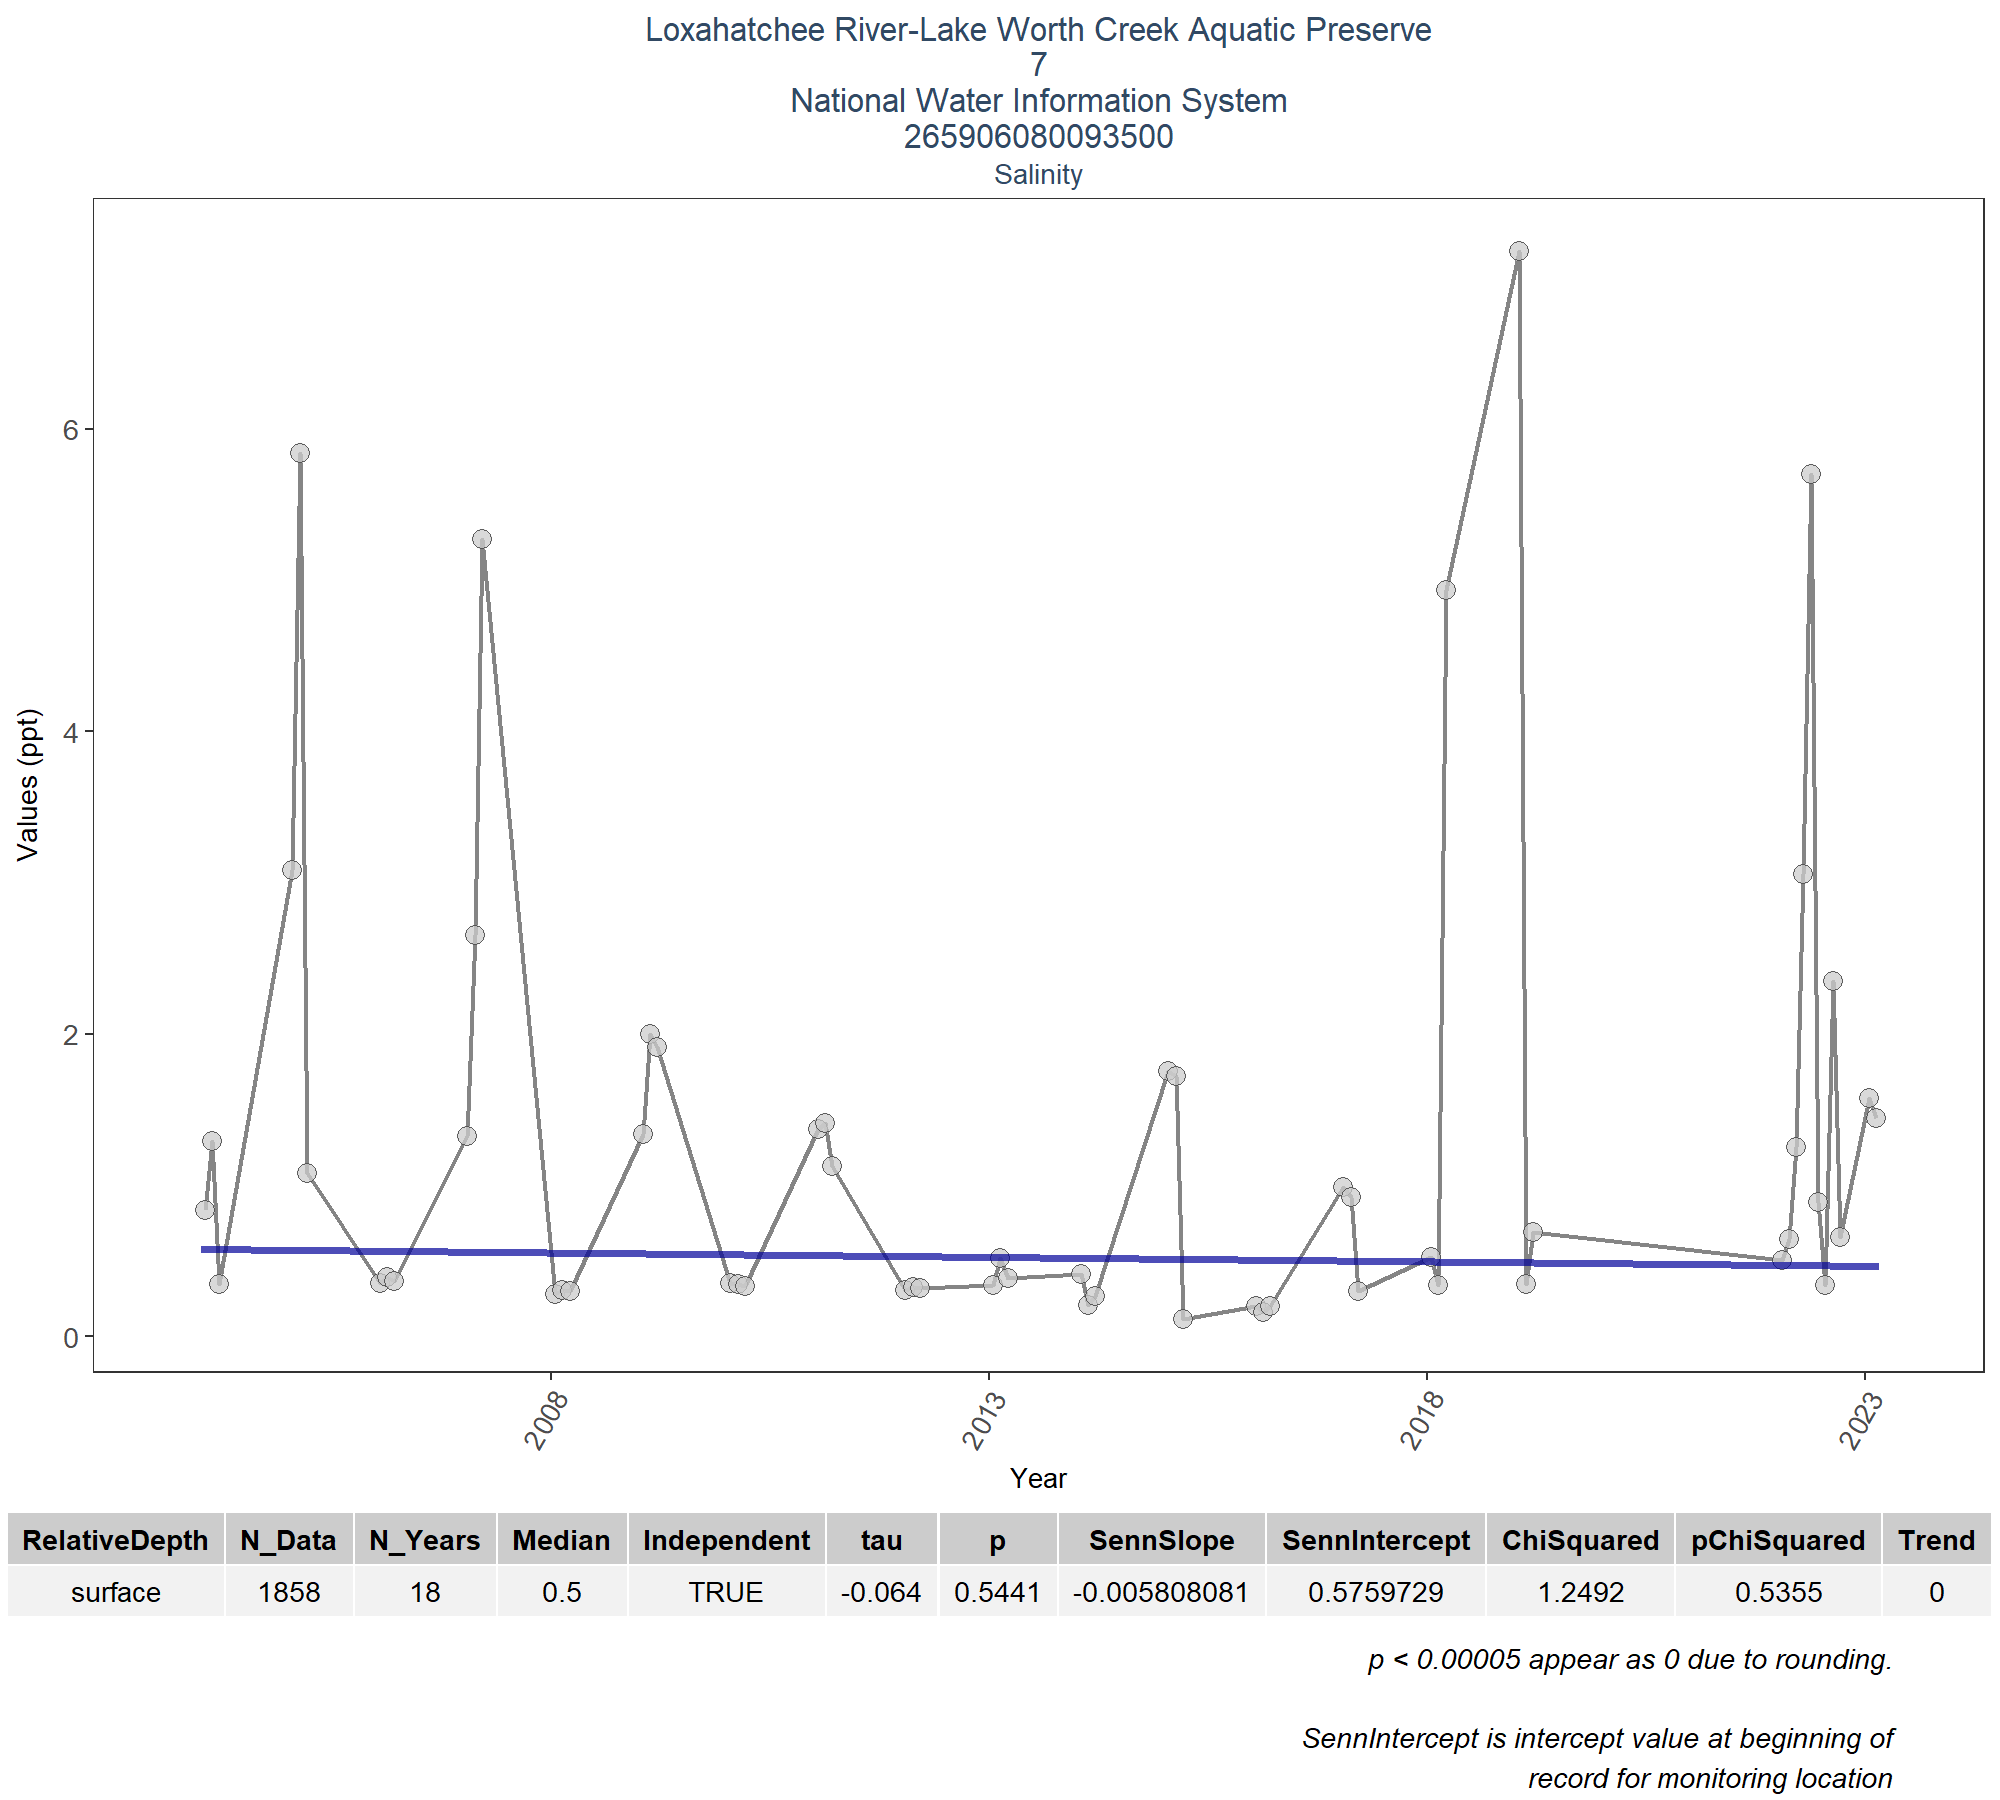 Loxahatchee River-Lake Worth Creek Aquatic Preserve
7
National Water Information System
265906080093500
Salinity
Values (ppt)
6
4
2
0
2008
2013
2018
2023
Year
RelativeDepth N_Data N_Years Median Independent tau p SennSlope SennIntercept ChiSquared pChiSquared Trend
surface 1858 18 0.5 TRUE -0.064 0.5441 -0.005808081 0.5759729 1.2492 0.5355 0
p < 0.00005 appear as 0 due to rounding.
SennIntercept is intercept value at beginning of
record for monitoring location